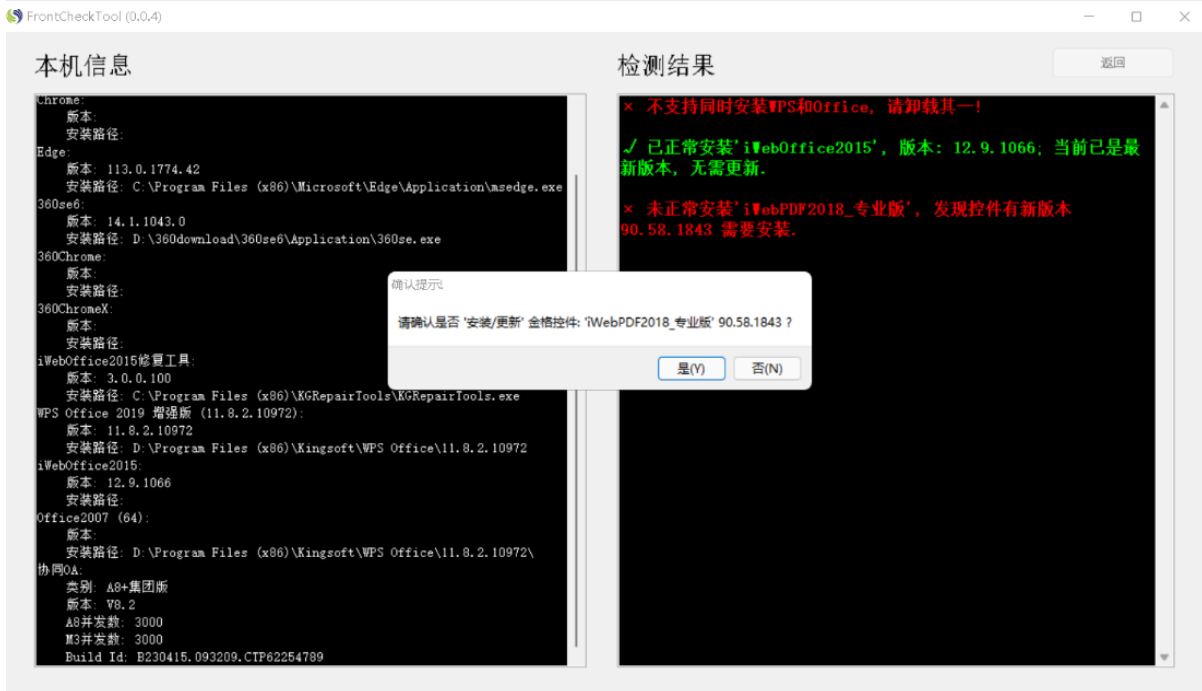 FrontCheckTool (0.0.4)
本机信息
Chrome:
版本:
安装路径:
Edge:
版本: 113.0.1774.42
安装路径: C:\Program Files (x86)\Microsoft\Edge\Application\msedge.exe
360se6:
版本: 14.1.1043.0
安装路径: D:\360download\360se6\Application\360se.exe
360Chrome:
版本:
安装路径:
360ChromeX:
版本:
安装路径:
iWebOffice2015修复工具:
版本: 3.0.0.100
安装路径: C:\Program Files (x86)\KGRepairTools\KGRepairTools.exe
WPS Office 2019 增强版 (11.8.2.10972):
版本: 11.8.2.10972
安装路径: D:\Program Files (x86)\Kingsoft\WPS Office\11.8.2.10972
iWebOffice2015:
版本: 12.9.1066
安装路径:
Office2007 (64):
版本:
安装路径: D:\Program Files (x86)\Kingsoft\WPS Office\11.8.2.10972\
协同OA:
类别: A8+集团版
版本: V8.2
A8并发数: 3000
M3并发数: 3000
Build Id: B230415.093209.CTP62254789
检测结果
返回
× 不支持同时安装WPS和Office, 请卸载其一!
√ 已正常安装'iWebOffice2015', 版本: 12.9.1066; 当前已是最
新版本, 无需更新.
× 未正常安装'iWebPDF2018_专业版', 发现控件有新版本
90.58.1843 需要安装.
确认提示!
请确认是否 '安装/更新' 金格控件: 'iWebPDF2018_专业版' 90.58.1843 ?
是(Y)
否(N)